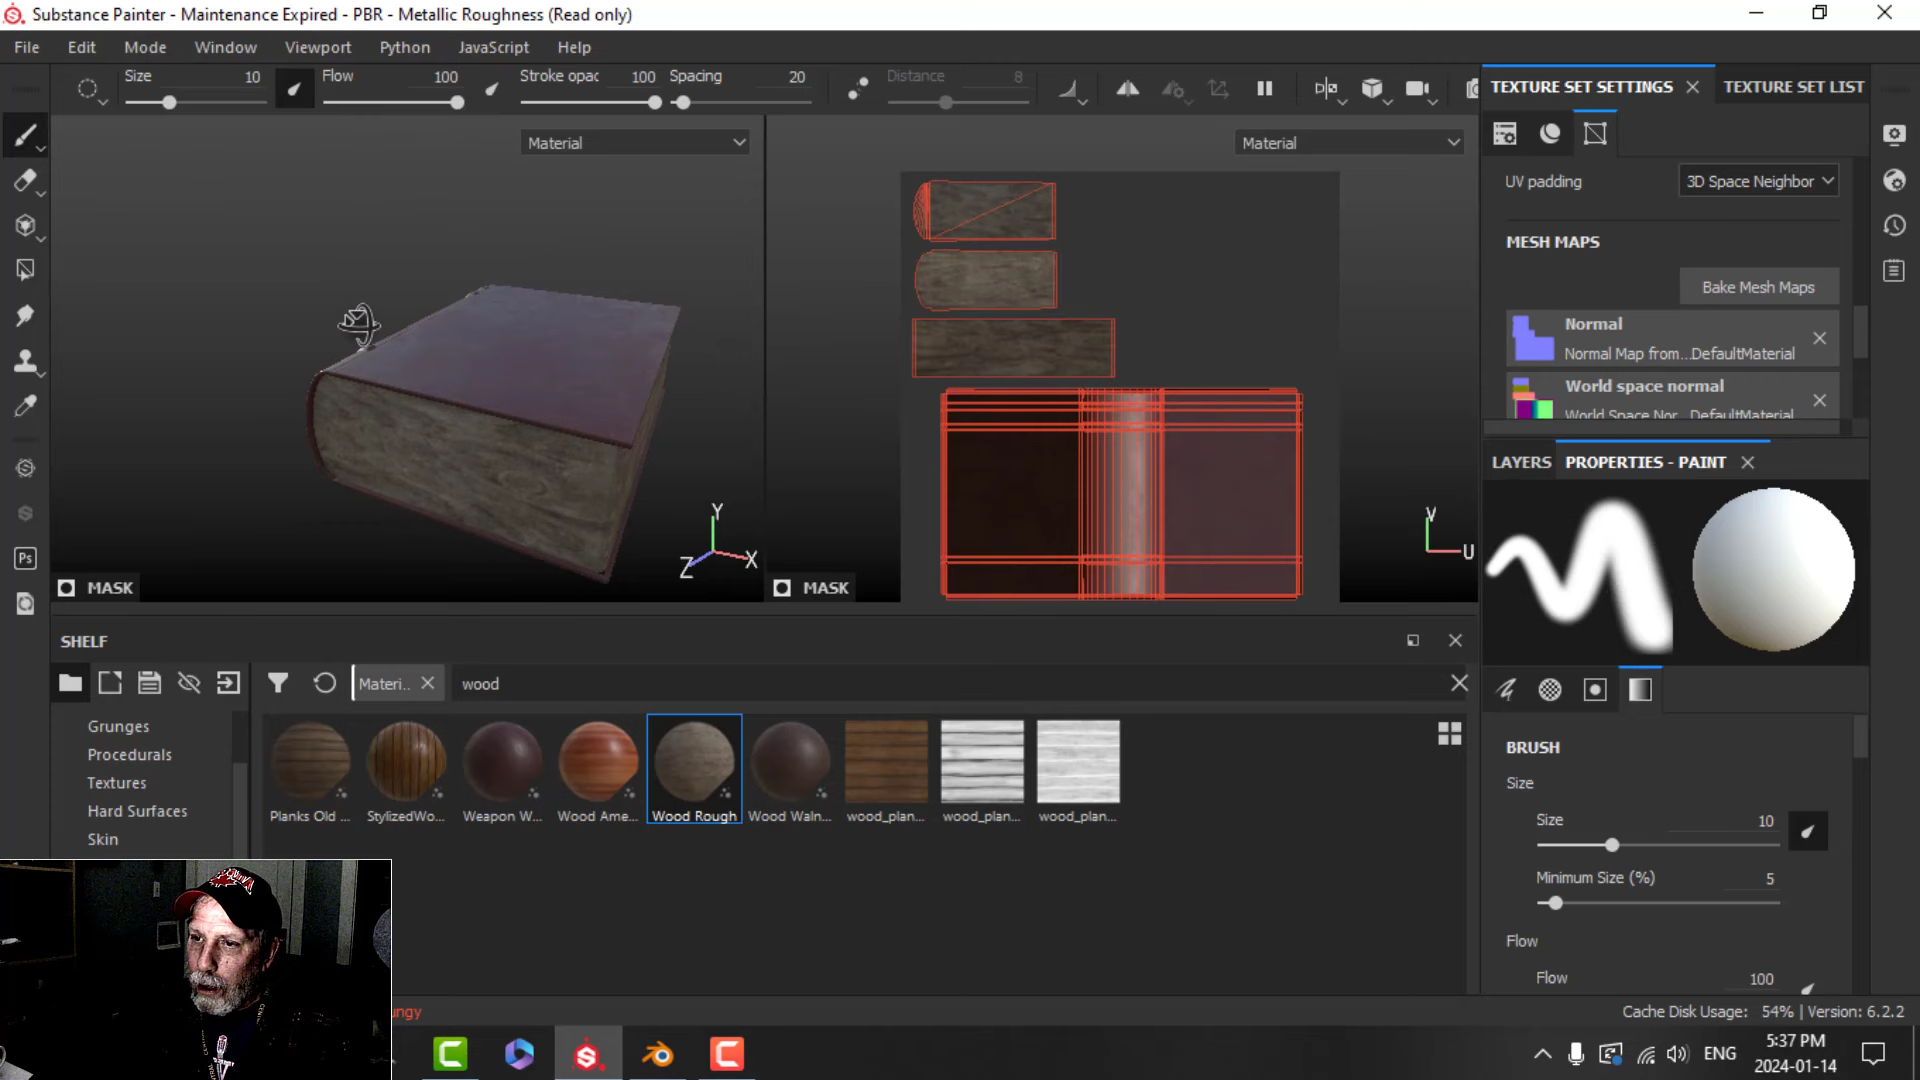 Substance Painter - Maintenance Expired - PBR - Metallic Roughness (Read only)
File Edit Mode Window Viewport Python JavaScript Help
Size 10 Flow 100 Stroke opac 100 Spacing 20 Distance 8
TEXTURE SET SETTINGS TEXTURE SET LIST
Material
Material
UV padding 3D Space Neighbor
MESH MAPS
Bake Mesh Maps
Normal
Normal Map from...DefaultMaterial
World space normal
World Space Nor...DefaultMaterial
LAYERS PROPERTIES - PAINT
Y
Z
X
V
U
MASK
MASK
Ps
SHELF
Materi..
wood
Grunges
Procedurals
Textures
Hard Surfaces
Skin
Planks Old ... StylizedWo... Weapon W... Wood Ame... Wood Rough Wood Waln... wood_plan... wood_plan... wood_plan...
BRUSH
Size
Size 10
Minimum Size (%) 5
Flow
Flow 100
Cache Disk Usage: 54% | Version: 6.2.2
ENG
5:37 PM
2024-01-14